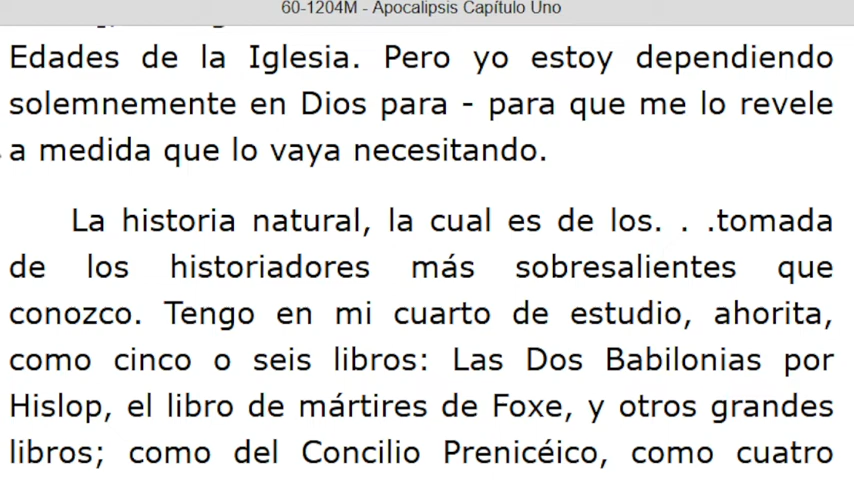 60-1204M - Apocalipsis Capítulo Uno
Edades de la Iglesia. Pero yo estoy dependiendo
solemnemente en Dios para - para que me lo revele
a medida que lo vaya necesitando.
La historia natural, la cual es de los. . .tomada
de los historiadores más sobresalientes que
conozco. Tengo en mi cuarto de estudio, ahorita,
como cinco o seis libros: Las Dos Babilonias por
Hislop, el libro de mártires de Foxe, y otros grandes
libros; como del Concilio Prenicéico, como cuatro